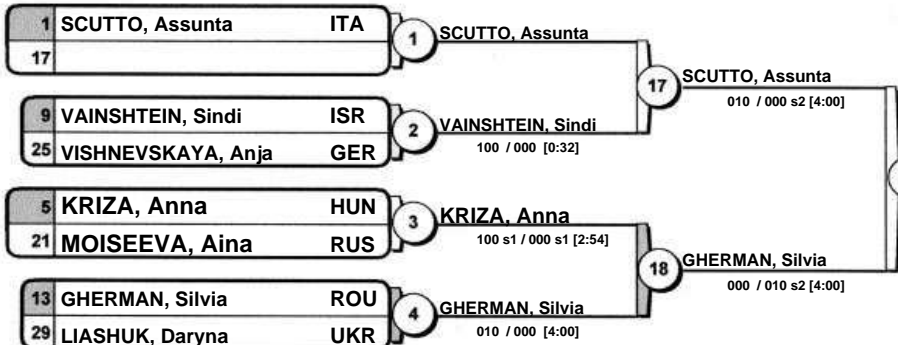 1 SCUTTO, Assunta ITA
17
1
SCUTTO, Assunta
9 VAINSHTEIN, Sindi ISR
25 VISHNEVSKAYA, Anja GER
2
VAINSHTEIN, Sindi
100 / 000 [0:32]
17
SCUTTO, Assunta
010 / 000 s2 [4:00]
5 KRIZA, Anna HUN
21 MOISEEVA, Aina RUS
3
KRIZA, Anna
100 s1 / 000 s1 [2:54]
13 GHERMAN, Silvia ROU
29 LIASHUK, Daryna UKR
4
GHERMAN, Silvia
010 / 000 [4:00]
18
GHERMAN, Silvia
000 / 010 s2 [4:00]